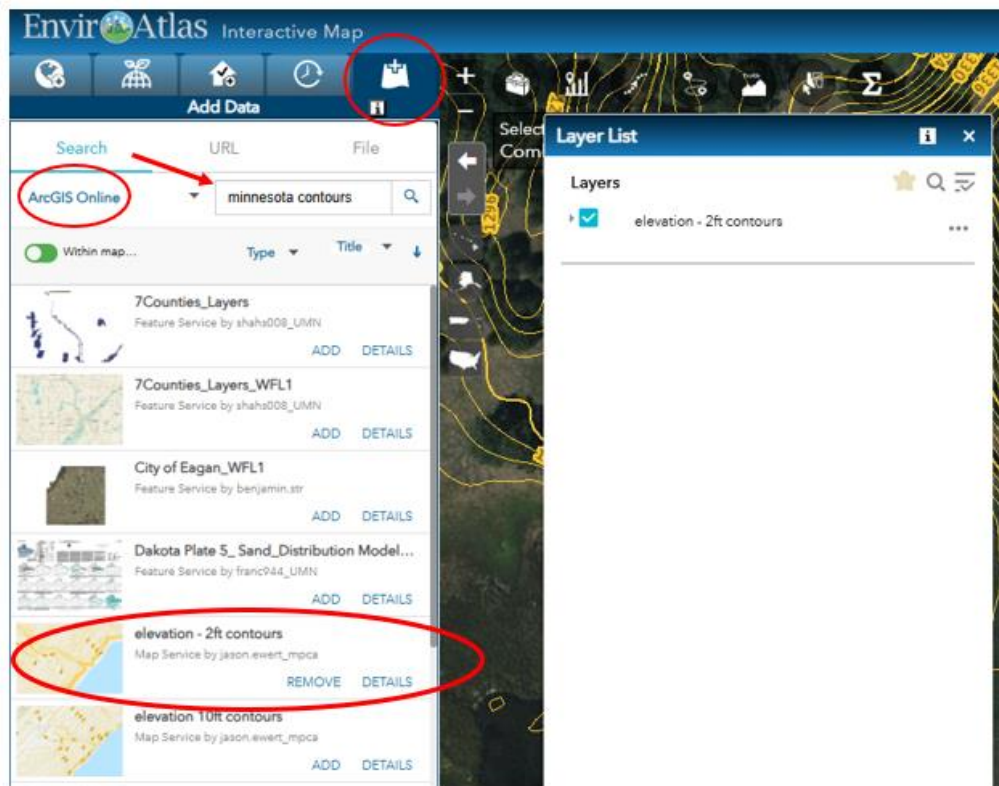 EnviroAtlas Interactive Map
Add Data
Search URL File
ArcGIS Online
minnesota contours
Within map...
Type Title
7Counties_Layers
Feature Service by shahs008_UMN
ADD DETAILS
7Counties_Layers_WFL1
Feature Service by shahs008_UMN
ADD DETAILS
City of Eagan_WFL1
Feature Service by benjamin.str
ADD DETAILS
Dakota Plate 5_ Sand_Distribution Model...
Feature Service by franc944_UMN
ADD DETAILS
elevation - 2ft contours
Map Service by jason.ewert_mpca
REMOVE DETAILS
elevation 10ft contours
Map Service by jason.ewert_mpca
ADD DETAILS
Select
Com
1296
Layer List
Layers
elevation - 2ft contours